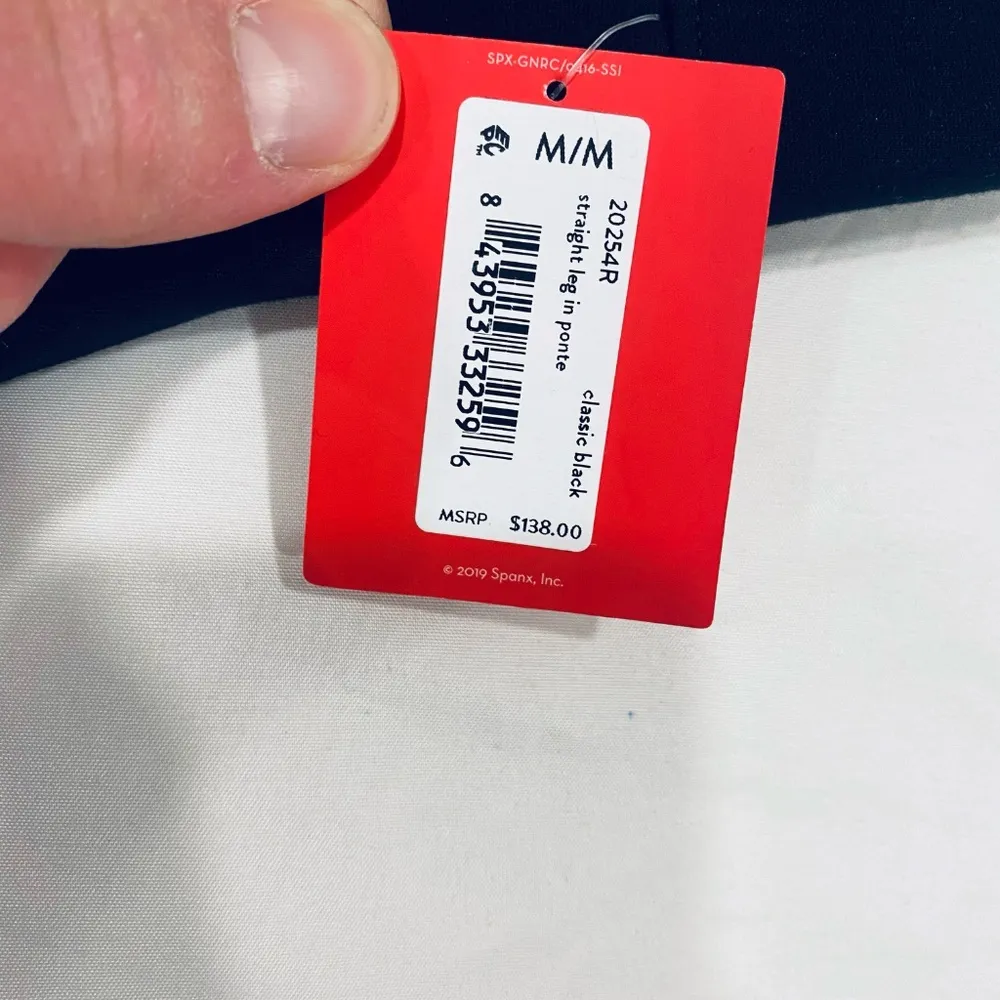 SPX-GNRC/0416-SSI
M/M
EPC™
20254R
straight leg in ponte classic black
8 43953 33259 6
MSRP $138.00
© 2019 Spanx, Inc.